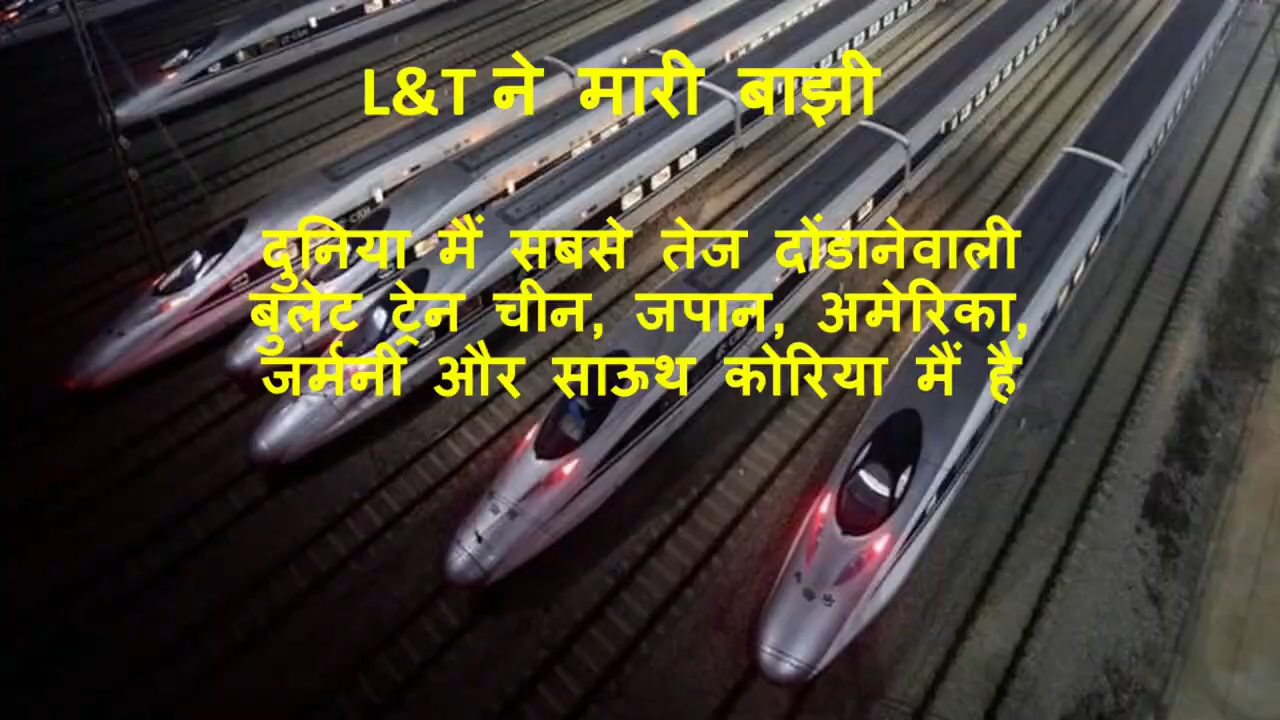 L&T ने मारी बाझी
दुनिया मैं सबसे तेज दोंडानेवाली
बुलेट ट्रेन चीन, जपान, अमेरिका,
जर्मनी और साऊथ कोरिया मैं है